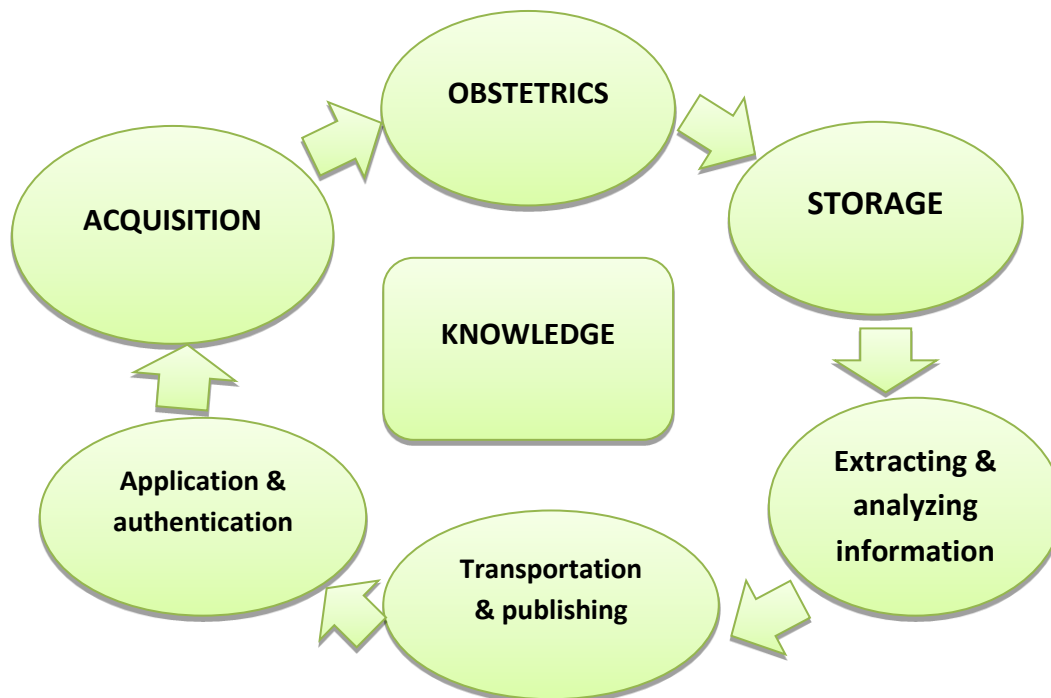 OBSTETRICS
STORAGE
ACQUISITION
KNOWLEDGE
Extracting &
analyzing
information
Application &
authentication
Transportation
& publishing